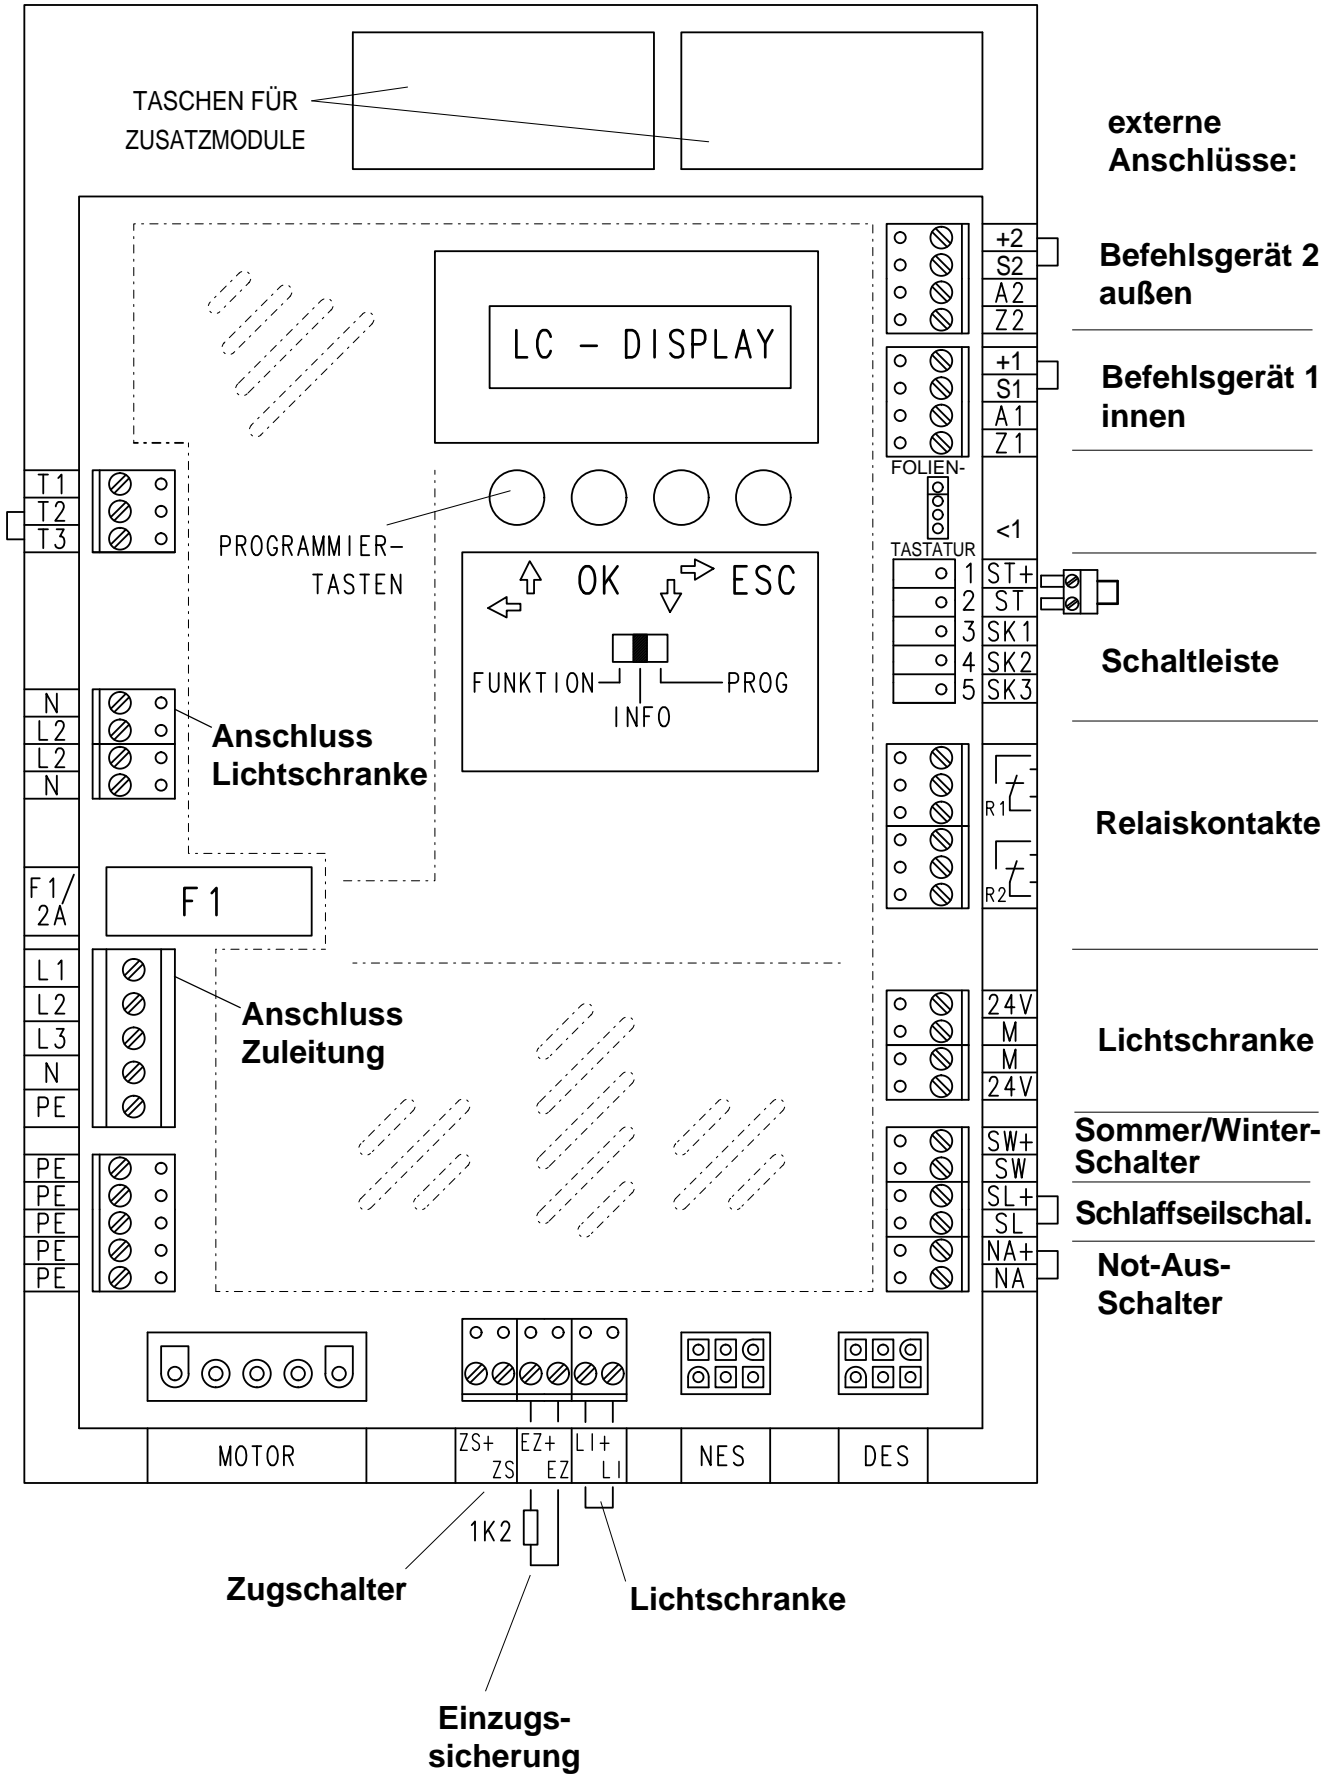 TASCHEN FÜR
ZUSATZMODULE
externe
Anschlüsse:
LC - DISPLAY
+2
S2
A2
Z2
Befehlsgerät 2
außen
+1
S1
A1
Z1
Befehlsgerät 1
innen
T1
T2
T3
PROGRAMMIER-
TASTEN
FOLIEN-
TASTATUR
<1
OK
ESC
FUNKTION
INFO
PROG
1 ST+
2 ST
3 SK1
4 SK2
5 SK3
Schaltleiste
N
L2
L2
N
Anschluss
Lichtschranke
R1
R2
Relaiskontakte
F1/
2A
F1
L1
L2
L3
N
PE
Anschluss
Zuleitung
24V
M
M
24V
Lichtschranke
PE
PE
PE
PE
PE
SW+
SW
Sommer/Winter-
Schalter
SL+
SL
Schlaffseilschal.
NA+
NA
Not-Aus-
Schalter
MOTOR
ZS+
ZS
EZ+
EZ
LI+
LI
NES
DES
1K2
Zugschalter
Lichtschranke
Einzugs-
sicherung